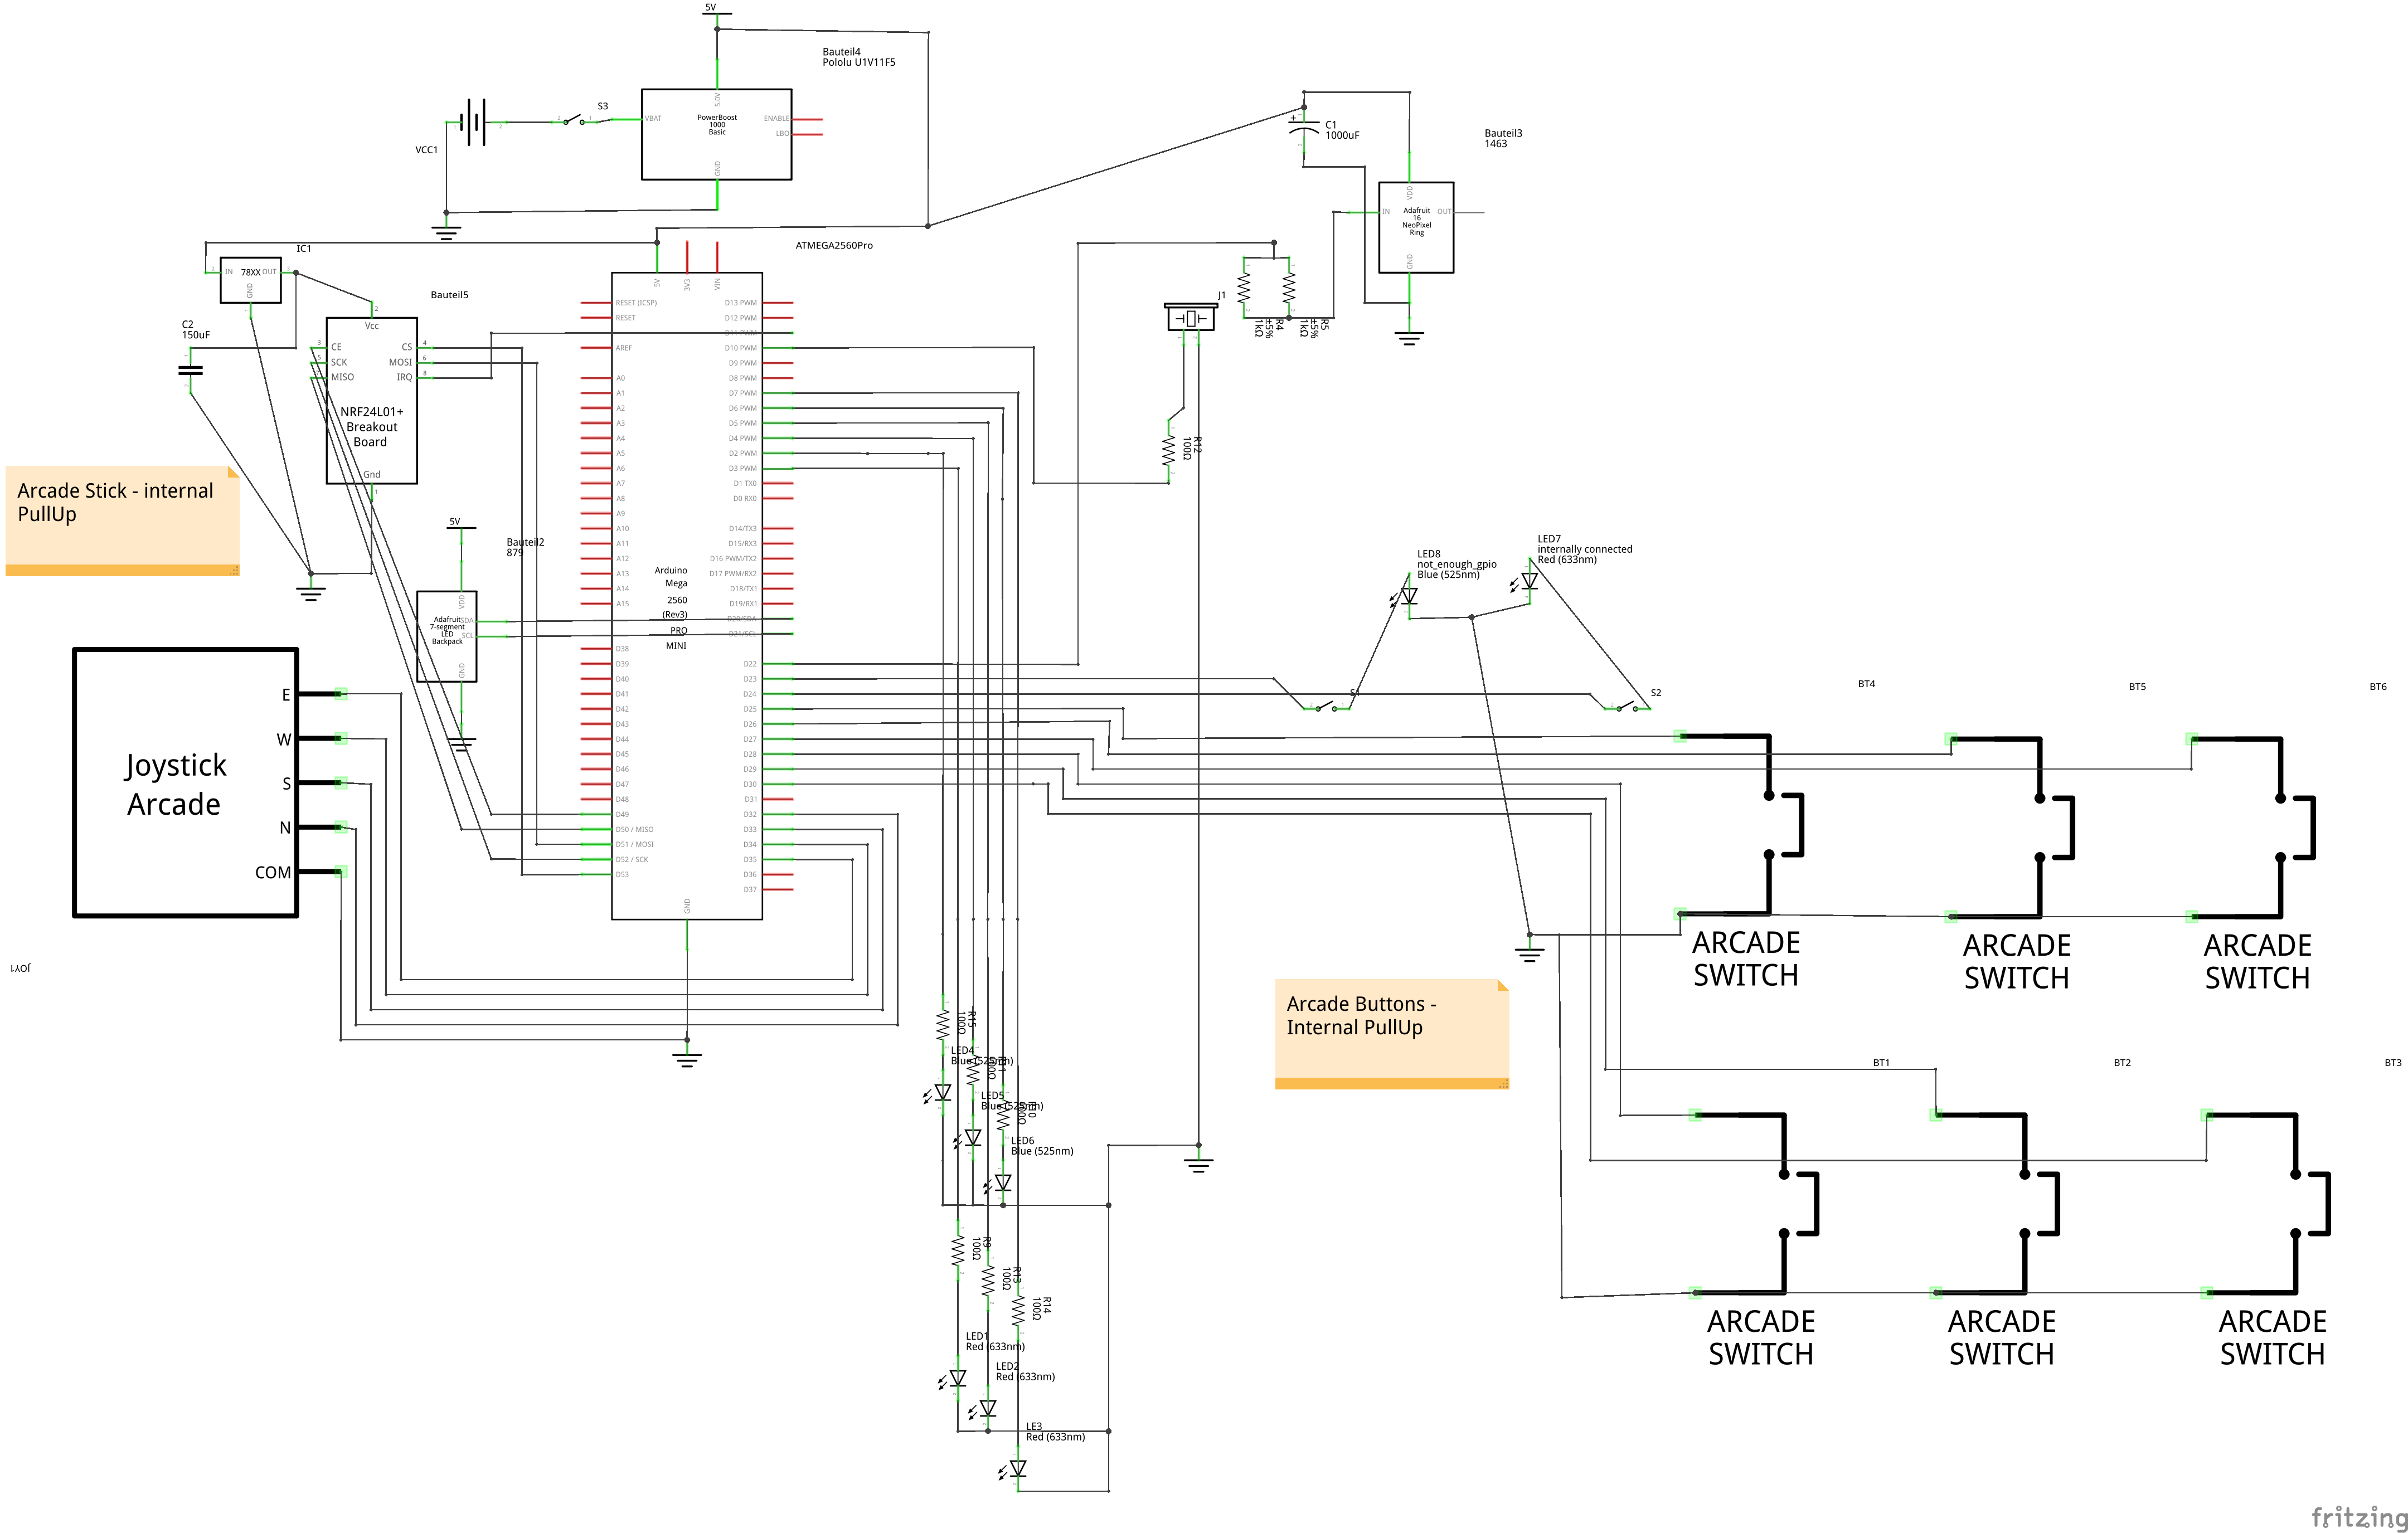 5V
Bauteil4
Pololu U1V11F5
S3
VBAT
5.0V
PowerBoost
1000
Basic
ENABLE
LBO
GND
VCC1
C1
1000uF
Bauteil3
1463
VDD
IN
Adafruit
16
NeoPixel
Ring
OUT
GND
IC1
IN
78XX
OUT
GND
ATMEGA2560Pro
5V
3V3
VIN
Bauteil5
C2
150uF
Vcc
CE
SCK
MISO
CS
MOSI
IRQ
NRF24L01+
Breakout
Board
Gnd
RESET (ICSP)
RESET
AREF
A0
A1
A2
A3
A4
A5
A6
A7
A8
A9
A10
A11
A12
A13
A14
A15
D38
D39
D40
D41
D42
D43
D44
D45
D46
D47
D48
D49
D50 / MISO
D51 / MOSI
D52 / SCK
D53
D13 PWM
D12 PWM
D11 PWM
D10 PWM
D9 PWM
D8 PWM
D7 PWM
D6 PWM
D5 PWM
D4 PWM
D2 PWM
D3 PWM
D1 TX0
D0 RX0
D14/TX3
D15/RX3
D16 PWM/TX2
D17 PWM/RX2
D18/TX1
D19/RX1
D20/SDA
D21/SCL
D22
D23
D24
D25
D26
D27
D28
D29
D30
D31
D32
D33
D34
D35
D36
D37
GND
Arduino
Mega
2560
(Rev3)
PRO
MINI
J1
R4
±5%
1kΩ
R5
±5%
1kΩ
R12
100Ω
Arcade Stick - internal
PullUp
5V
Bauteil2
879
VDD
Adafruit
7-segment
LED
Backpack
SDA
SCL
GND
LED8
not_enough_gpio
Blue (525nm)
LED7
internally connected
Red (633nm)
S1
S2
Joystick
Arcade
E
W
S
N
COM
JOY1
BT4
BT5
BT6
ARCADE
SWITCH
ARCADE
SWITCH
ARCADE
SWITCH
Arcade Buttons -
Internal PullUp
BT1
BT2
BT3
ARCADE
SWITCH
ARCADE
SWITCH
ARCADE
SWITCH
R15
100Ω
LED4
Blue (525nm)
LED5
Blue (525nm)
LED6
Blue (525nm)
R9
100Ω
R13
100Ω
R14
100Ω
LED1
Red (633nm)
LED2
Red (633nm)
LE3
Red (633nm)
fritzing